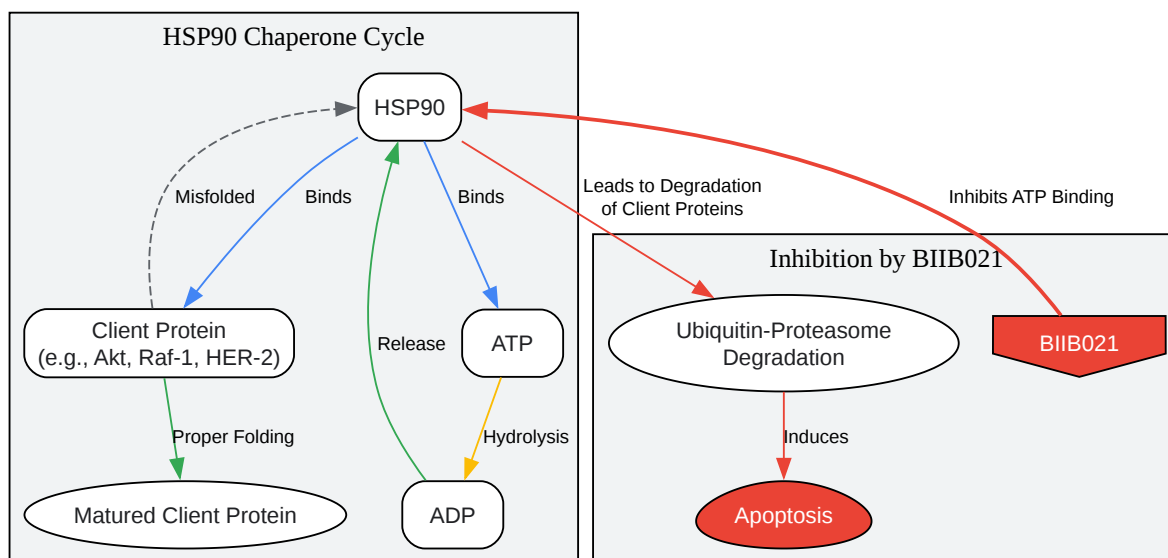 HSP90 Chaperone Cycle
HSP90
Misfolded
Binds
Binds
Leads to Degradation
of Client Proteins
Inhibits ATP Binding
Inhibition by BIIB021
Client Protein
(e.g., Akt, Raf-1, HER-2)
Release
ATP
Ubiquitin-Proteasome
Degradation
BIIB021
Proper Folding
Hydrolysis
Induces
Matured Client Protein
ADP
Apoptosis